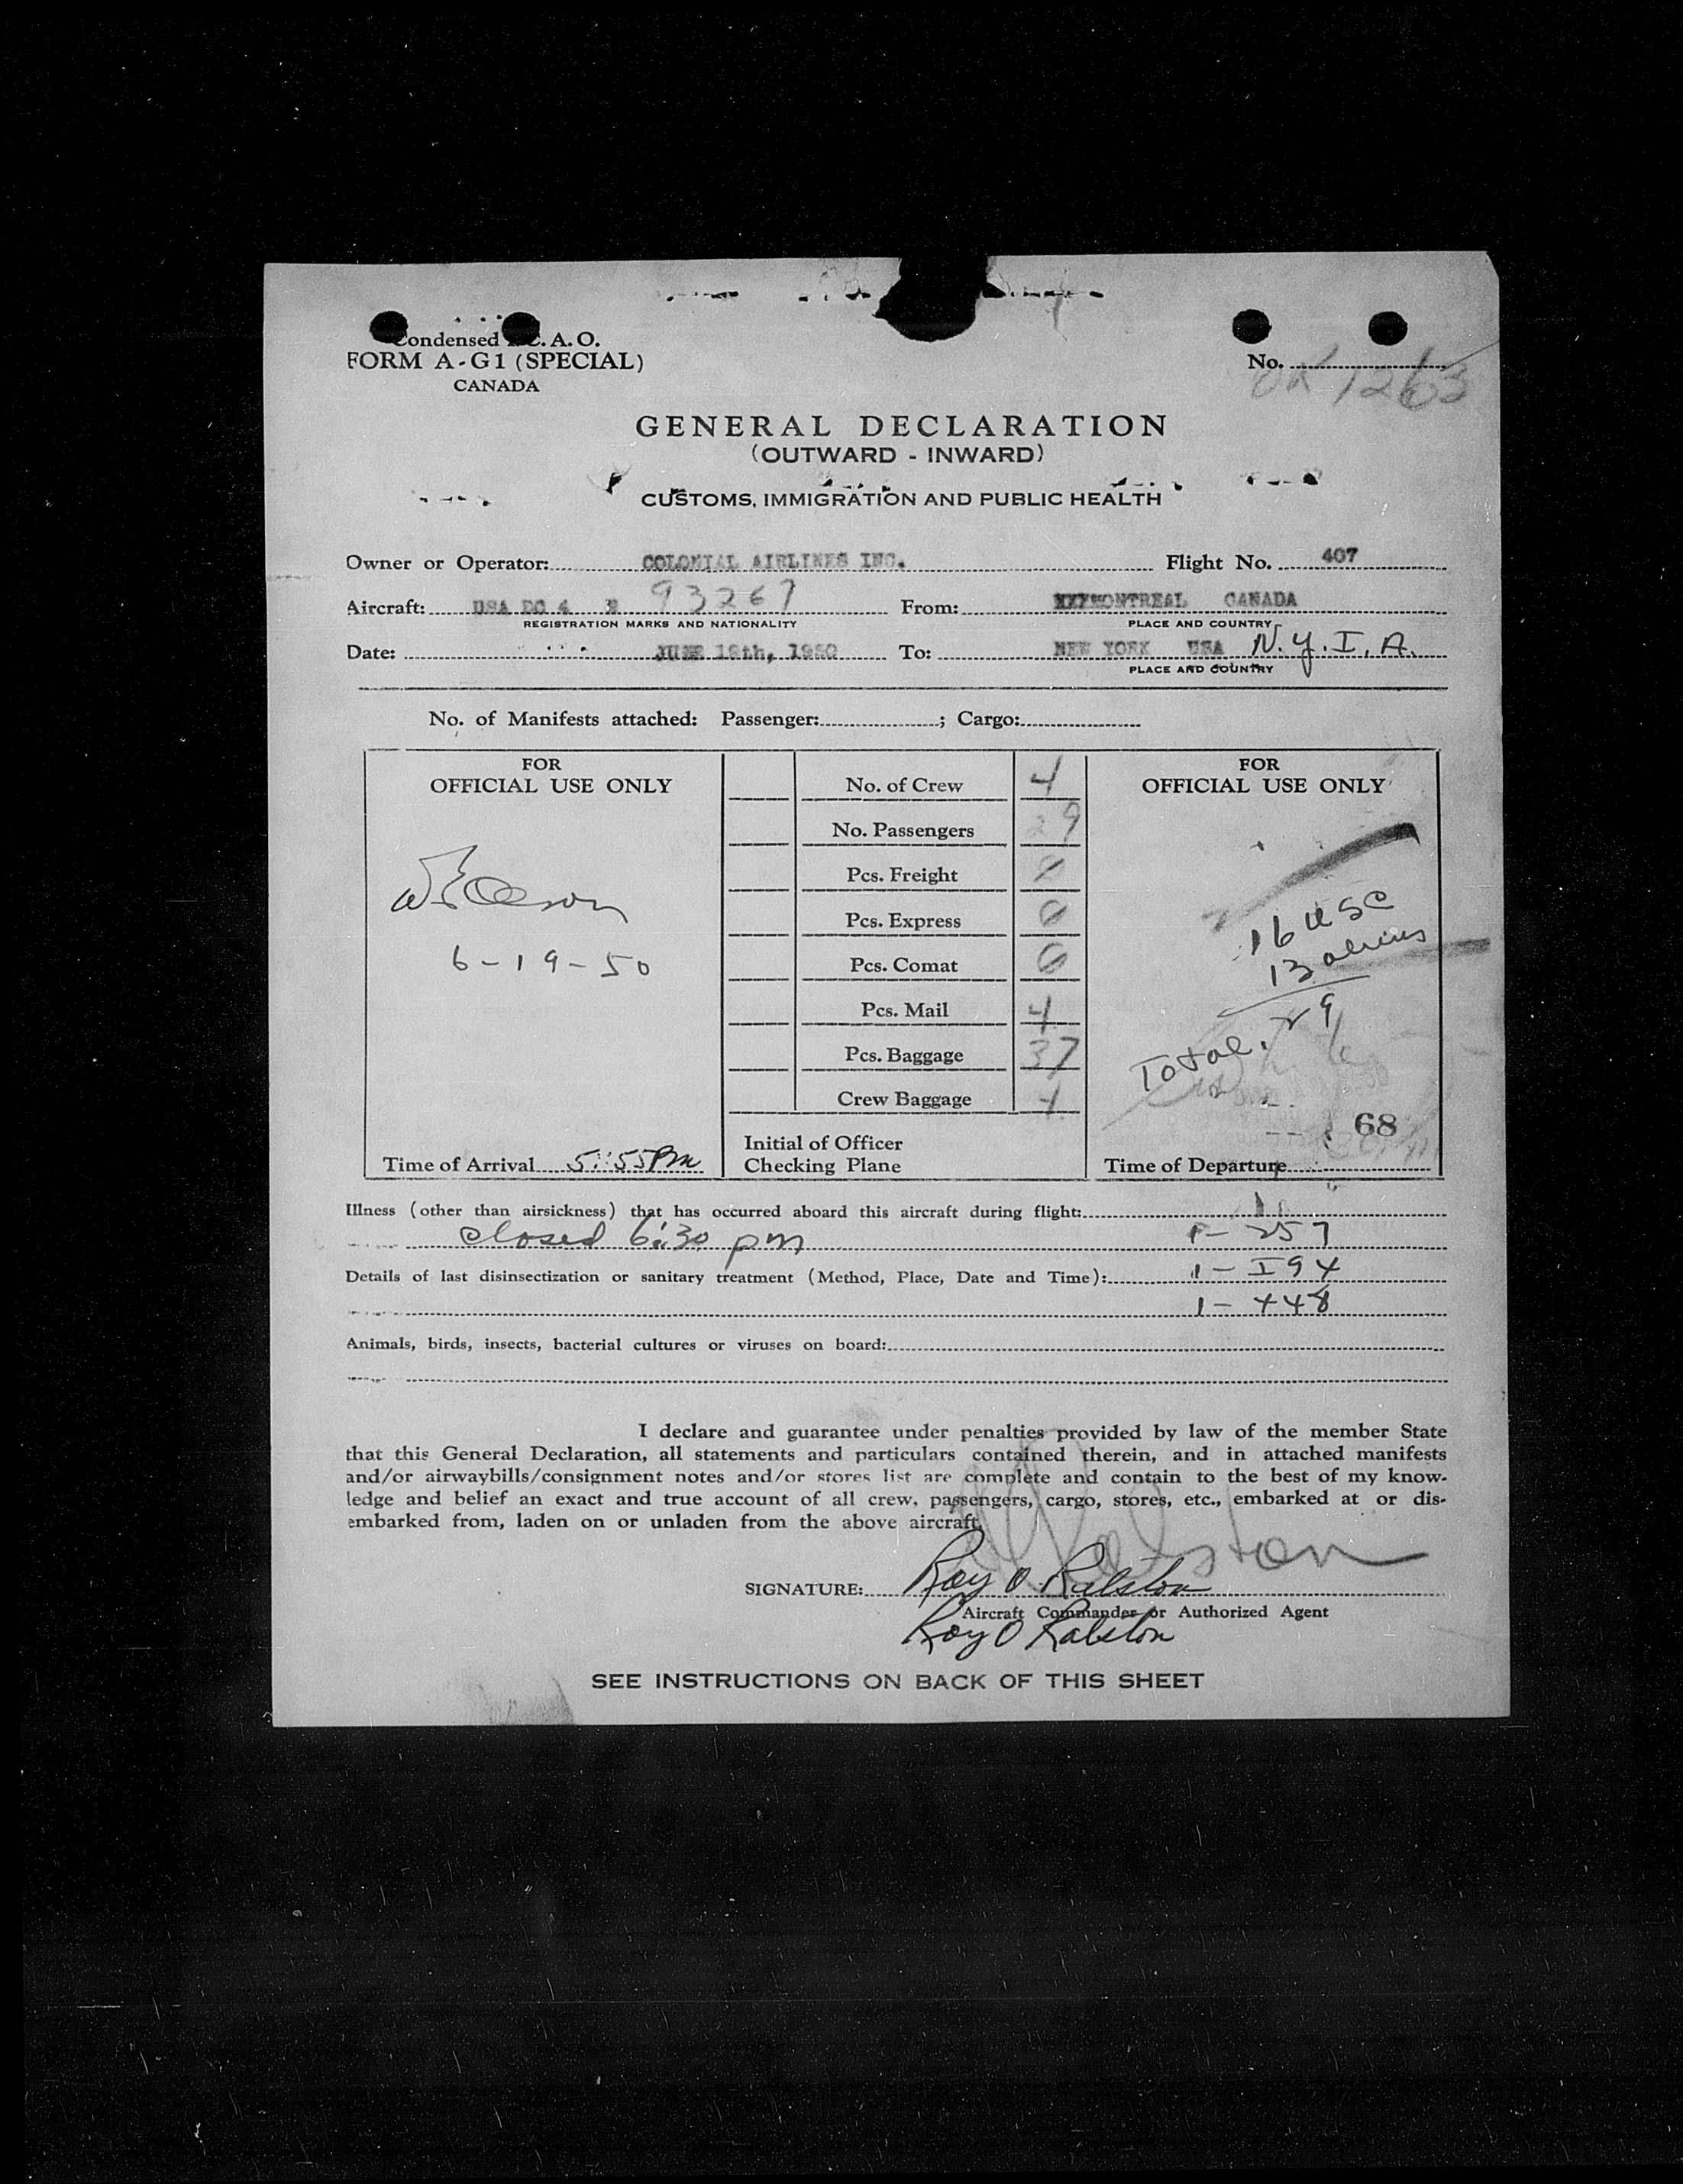 Condensed C. A. O.
FORM A-G1 (SPECIAL)
CANADA
No.
OK 1263
GENERAL DECLARATION
(OUTWARD - INWARD)
CUSTOMS, IMMIGRATION AND PUBLIC HEALTH
Owner or Operator: COLONIAL AIRLINES INC. Flight No. 407
Aircraft: USA DC 4 N 93267 From: MONTREAL CANADA
REGISTRATION MARKS AND NATIONALITY PLACE AND COUNTRY
Date: JUNE 19th, 1950 To: NEW YORK USA N.Y.I.A.
PLACE AND COUNTRY
No. of Manifests attached: Passenger: ; Cargo:
FOR
OFFICIAL USE ONLY
6-19-50
Time of Arrival 5:55 Pm
No. of Crew 4
No. Passengers 29
Pcs. Freight 0
Pcs. Express 0
Pcs. Comat 0
Pcs. Mail 4
Pcs. Baggage 37
Crew Baggage 4
Initial of Officer
Checking Plane
FOR
OFFICIAL USE ONLY
16 USC
13 aliens
Total. 29
68
Time of Departure
Illness (other than airsickness) that has occurred aboard this aircraft during flight:
closed 6:30 pm 1- 257
Details of last disinsectization or sanitary treatment (Method, Place, Date and Time): 1 - I94
1 - 448
Animals, birds, insects, bacterial cultures or viruses on board:
I declare and guarantee under penalties provided by law of the member State
that this General Declaration, all statements and particulars contained therein, and in attached manifests
and/or airwaybills/consignment notes and/or stores list are complete and contain to the best of my know-
ledge and belief an exact and true account of all crew, passengers, cargo, stores, etc., embarked at or dis-
embarked from, laden on or unladen from the above aircraft.
Ralston
SIGNATURE: Roy O Ralston
Aircraft Commander or Authorized Agent
Roy O Ralston
SEE INSTRUCTIONS ON BACK OF THIS SHEET